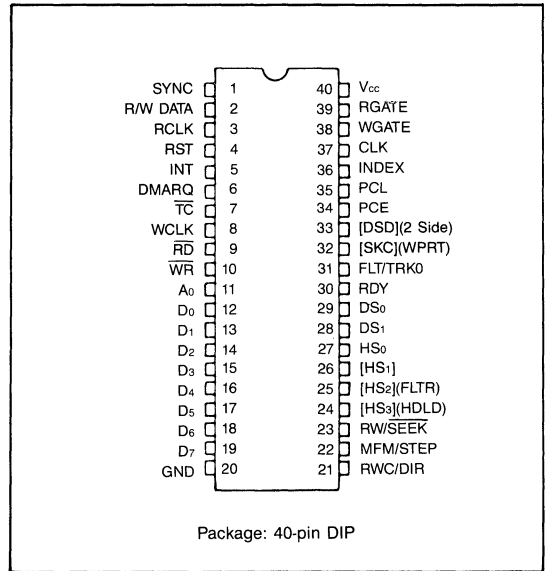 SYNC 1 40 Vcc
R/W DATA 2 39 RGATE
RCLK 3 38 WGATE
RST 4 37 CLK
INT 5 36 INDEX
DMARQ 6 35 PCL
T̅C̅ 7 34 PCE
WCLK 8 33 [DSD](2 Side)
R̅D̅ 9 32 [SKC](WPRT)
W̅R̅ 10 31 FLT/TRK0
A₀ 11 30 RDY
D₀ 12 29 DS₀
D₁ 13 28 DS₁
D₂ 14 27 HS₀
D₃ 15 26 [HS₁]
D₄ 16 25 [HS₂](FLTR)
D₅ 17 24 [HS₃](HDLD)
D₆ 18 23 RW/S̅E̅E̅K̅
D₇ 19 22 MFM/STEP
GND 20 21 RWC/DIR
Package: 40-pin DIP